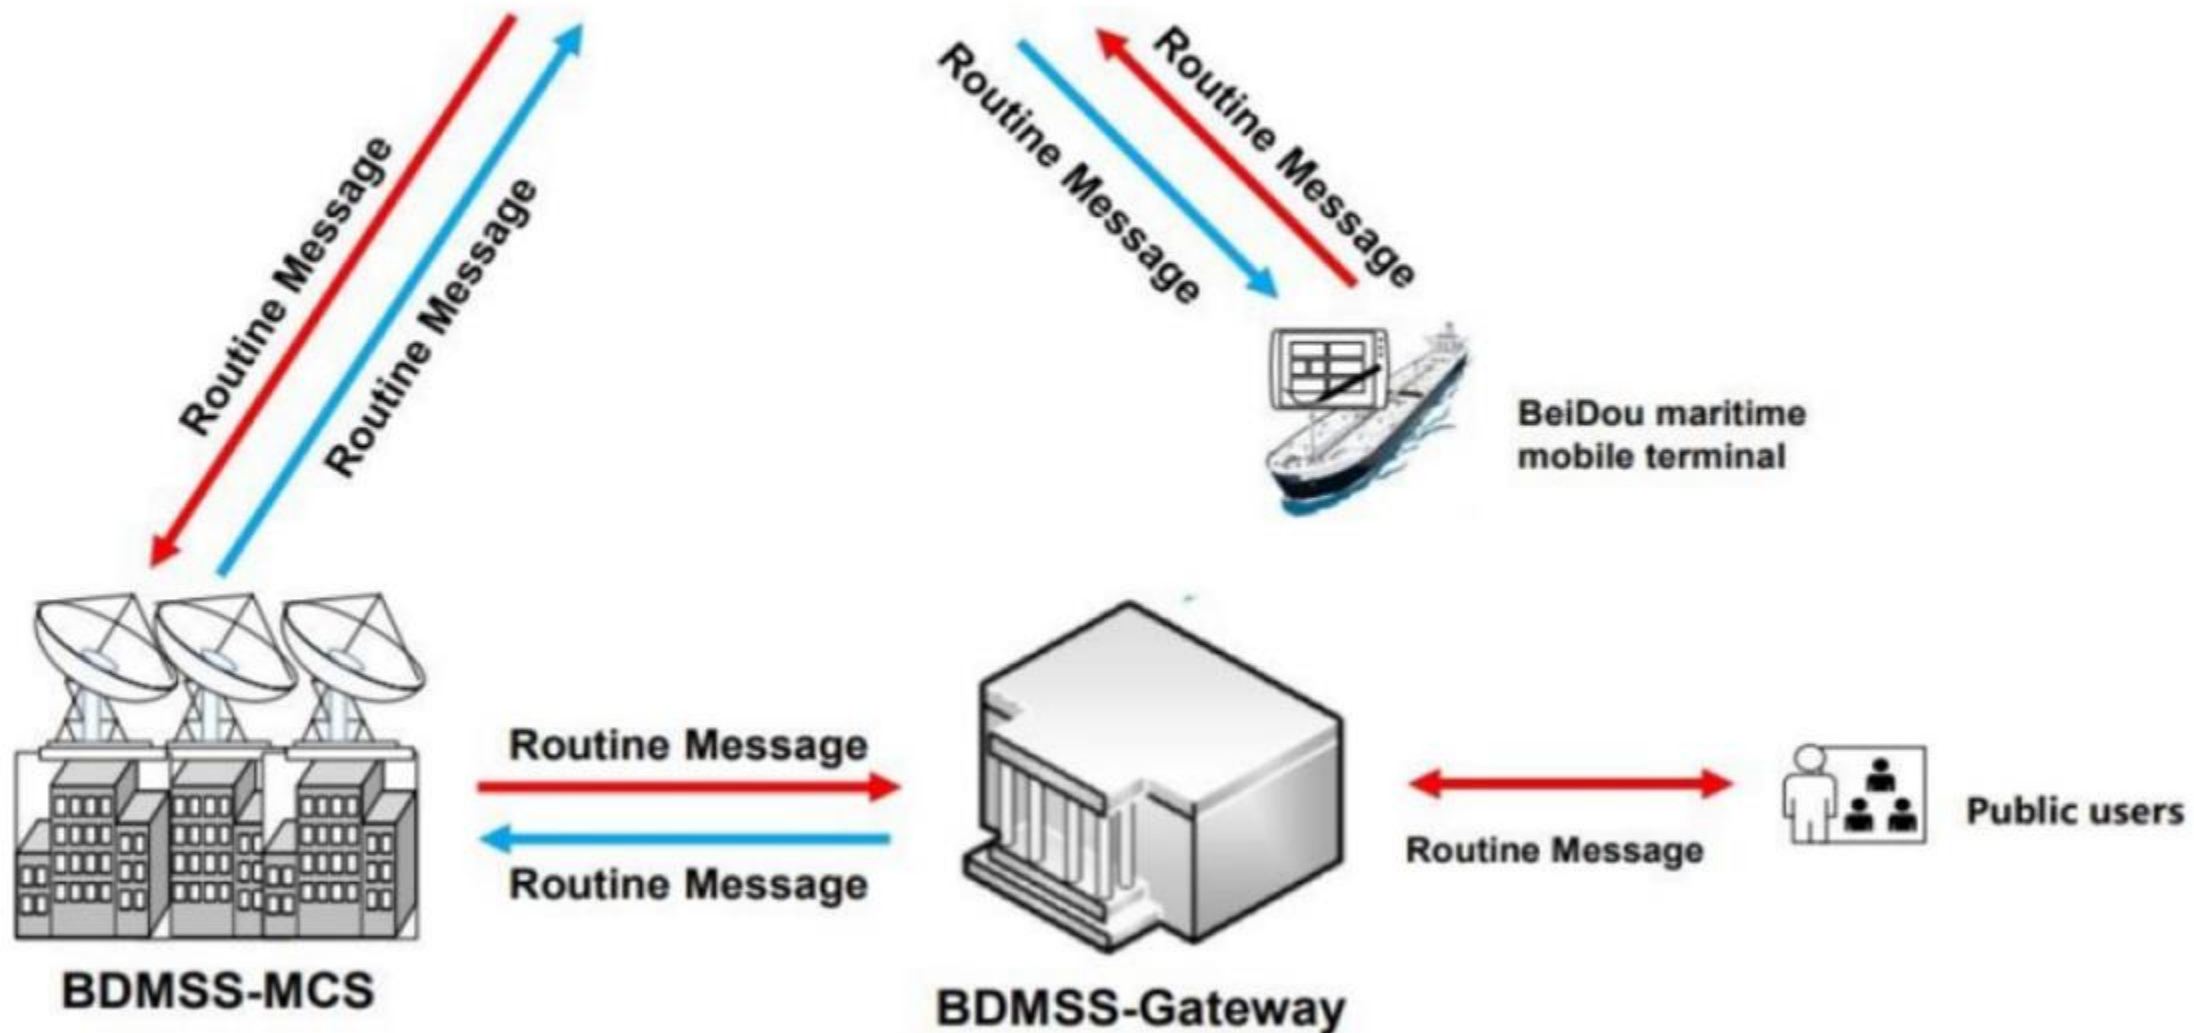 Routine Message
Routine Message
Routine Message
Routine Message
BeiDou maritime
mobile terminal
Routine Message
Routine Message
Routine Message
Public users
BDMSS-MCS
BDMSS-Gateway